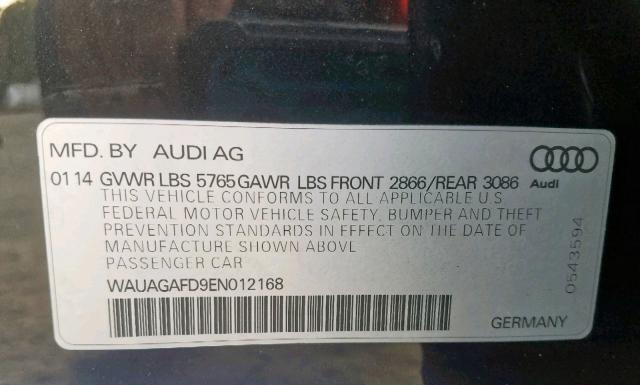 MFD. BY AUDI AG
01 14 GVWR LBS 5765 GAWR LBS FRONT 2866/REAR 3086
Audi
THIS VEHICLE CONFORMS TO ALL APPLICABLE U.S
FEDERAL MOTOR VEHICLE SAFETY, BUMPER AND THEFT
PREVENTION STANDARDS IN EFFECT ON THE DATE OF
MANUFACTURE SHOWN ABOVE
PASSENGER CAR
WAUAGAFD9EN012168
GERMANY
0543594